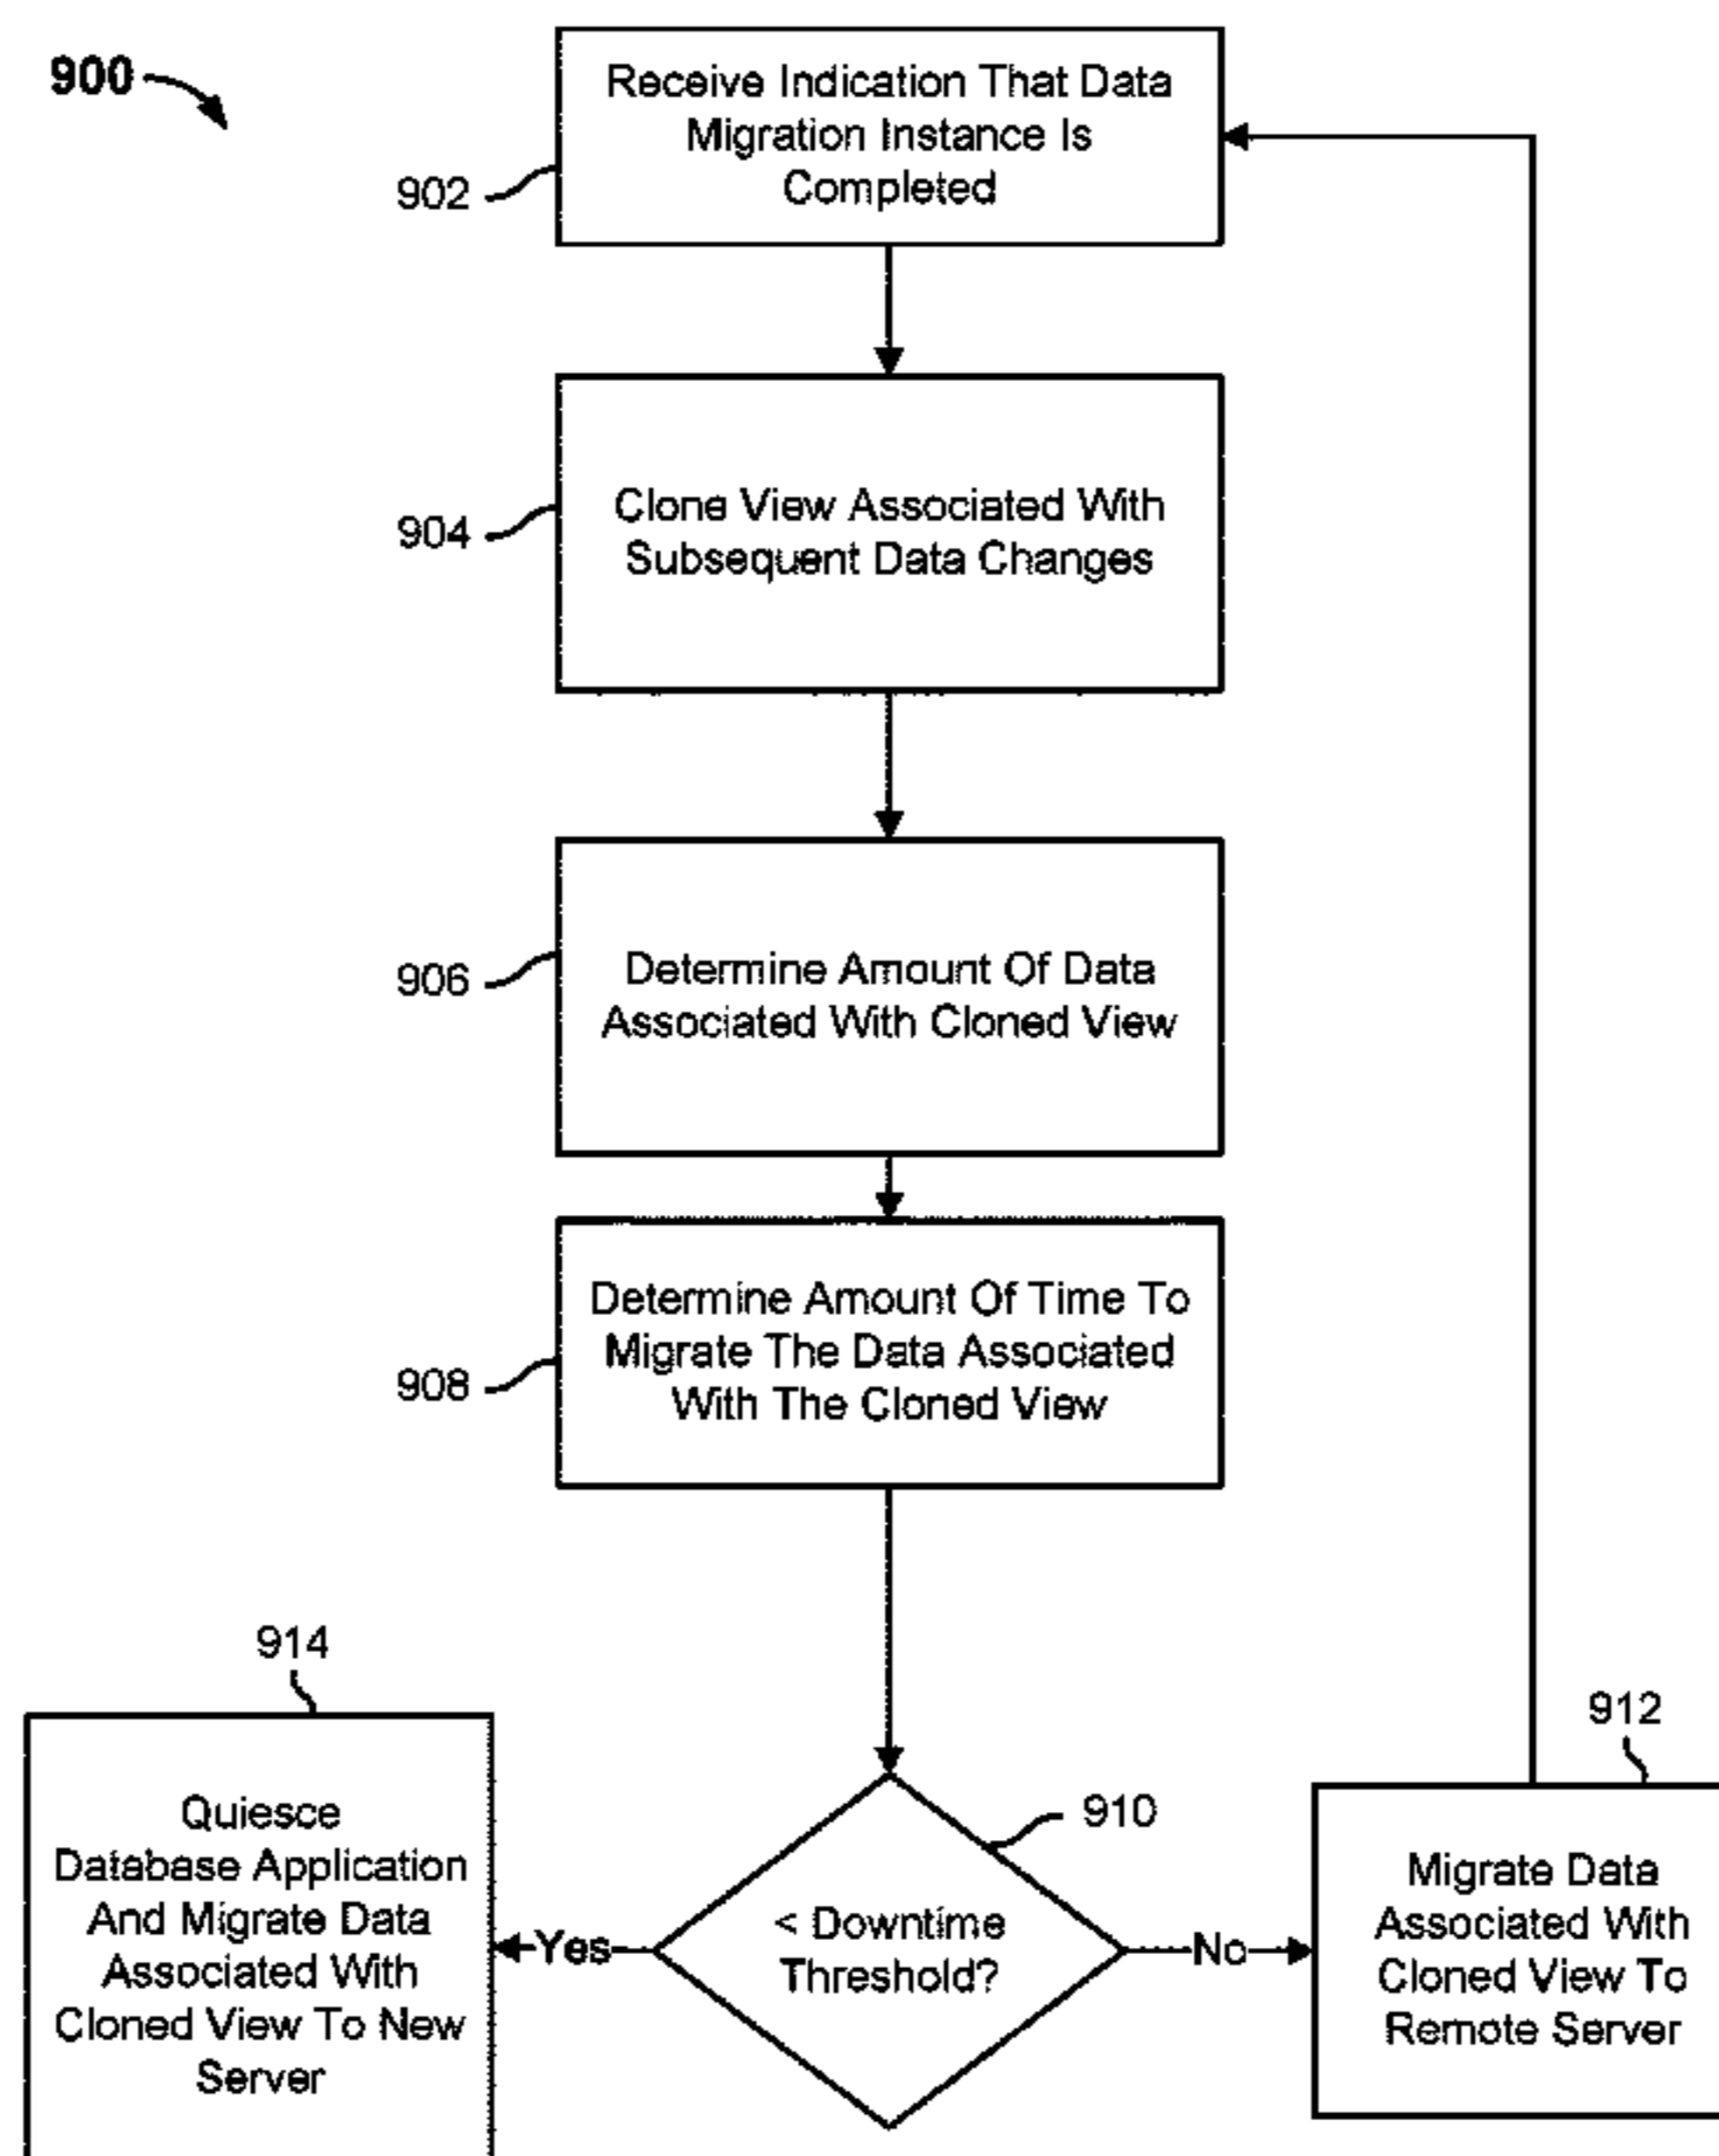 900
Receive Indication That Data
Migration Instance Is
Completed
902
Clone View Associated With
Subsequent Data Changes
904
Determine Amount Of Data
Associated With Cloned View
906
Determine Amount Of Time To
Migrate The Data Associated
With The Cloned View
908
914
Quiesce
Database Application
And Migrate Data
Associated With
Cloned View To New
Server
Yes
< Downtime
Threshold?
910
No
912
Migrate Data
Associated With
Cloned View To
Remote Server